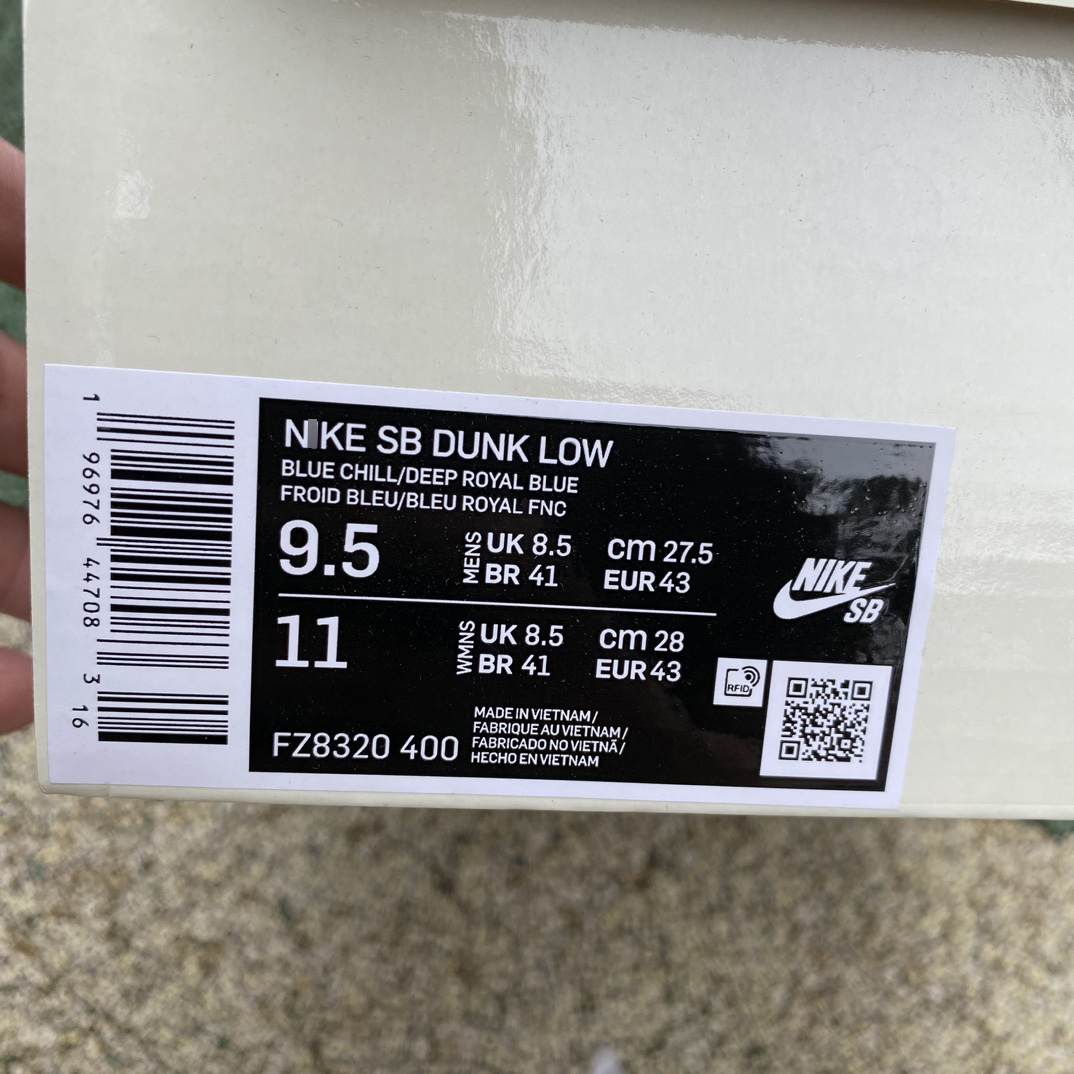 1
96976 44708
3
16
NIKE SB DUNK LOW
BLUE CHILL/DEEP ROYAL BLUE
FROID BLEU/BLEU ROYAL FNC
9.5
MENS
UK 8.5 cm 27.5
BR 41 EUR 43
11
WMNS
UK 8.5 cm 28
BR 41 EUR 43
NIKE
SB
RFID
FZ8320 400
MADE IN VIETNAM/
FABRIQUE AU VIETNAM/
FABRICADO NO VIETNÃ/
HECHO EN VIETNAM